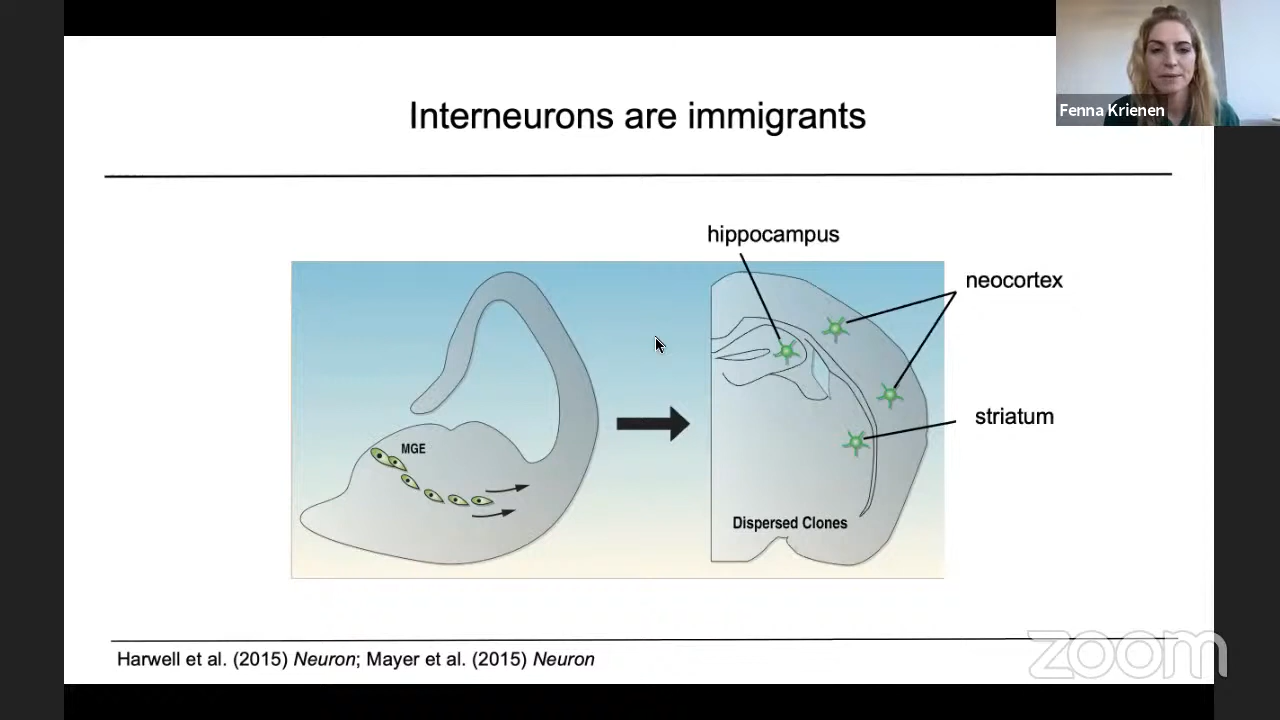 Fenna Krienen
Interneurons are immigrants
hippocampus
neocortex
striatum
MGE
Dispersed Clones
Harwell et al. (2015) Neuron; Mayer et al. (2015) Neuron
zoom